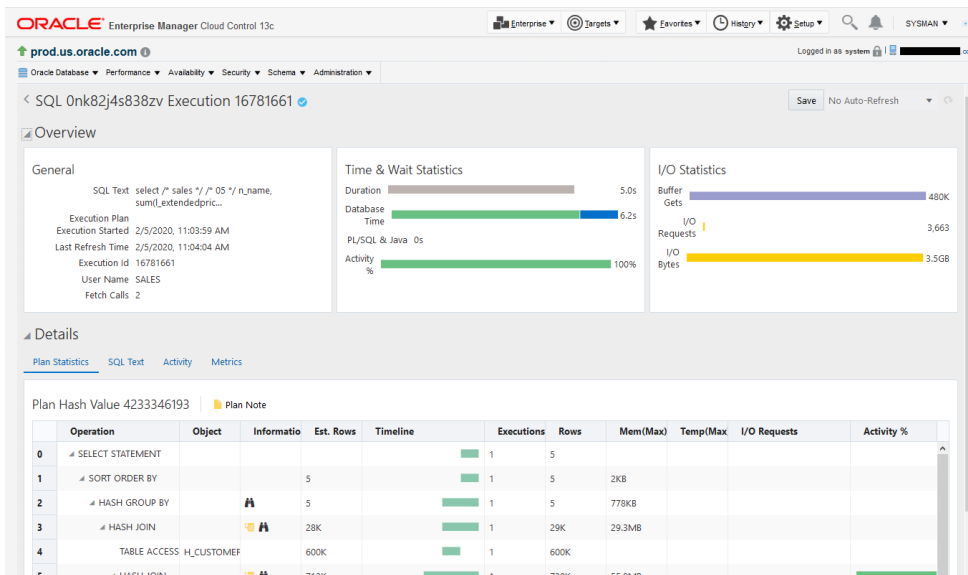 ORACLE Enterprise Manager Cloud Control 13c
Enterprise Targets Favorites History Setup SYSMAN
prod.us.oracle.com
Logged in as system
Oracle Database Performance Availability Security Schema Administration
SQL 0nk82j4s838zv Execution 16781661
Save No Auto-Refresh
Overview
General
SQL Text select /* sales */ /* 05 */ n_name,
sum(l_extendedpric...
Execution Plan
Execution Started 2/5/2020, 11:03:59 AM
Last Refresh Time 2/5/2020, 11:04:04 AM
Execution Id 16781661
User Name SALES
Fetch Calls 2
Time & Wait Statistics
Duration 5.0s
Database
Time 6.2s
PL/SQL & Java 0s
Activity
% 100%
I/O Statistics
Buffer
Gets 480K
I/O
Requests 3,663
I/O
Bytes 3.5GB
Details
Plan Statistics SQL Text Activity Metrics
Plan Hash Value 4233346193 Plan Note
Operation Object Informatio Est. Rows Timeline Executions Rows Mem(Max) Temp(Max I/O Requests Activity %
0 SELECT STATEMENT 1 5
1 SORT ORDER BY 5 1 5 2KB
2 HASH GROUP BY 5 1 5 778KB
3 HASH JOIN 28K 1 29K 29.3MB
4 TABLE ACCESS H_CUSTOMER 600K 1 600K